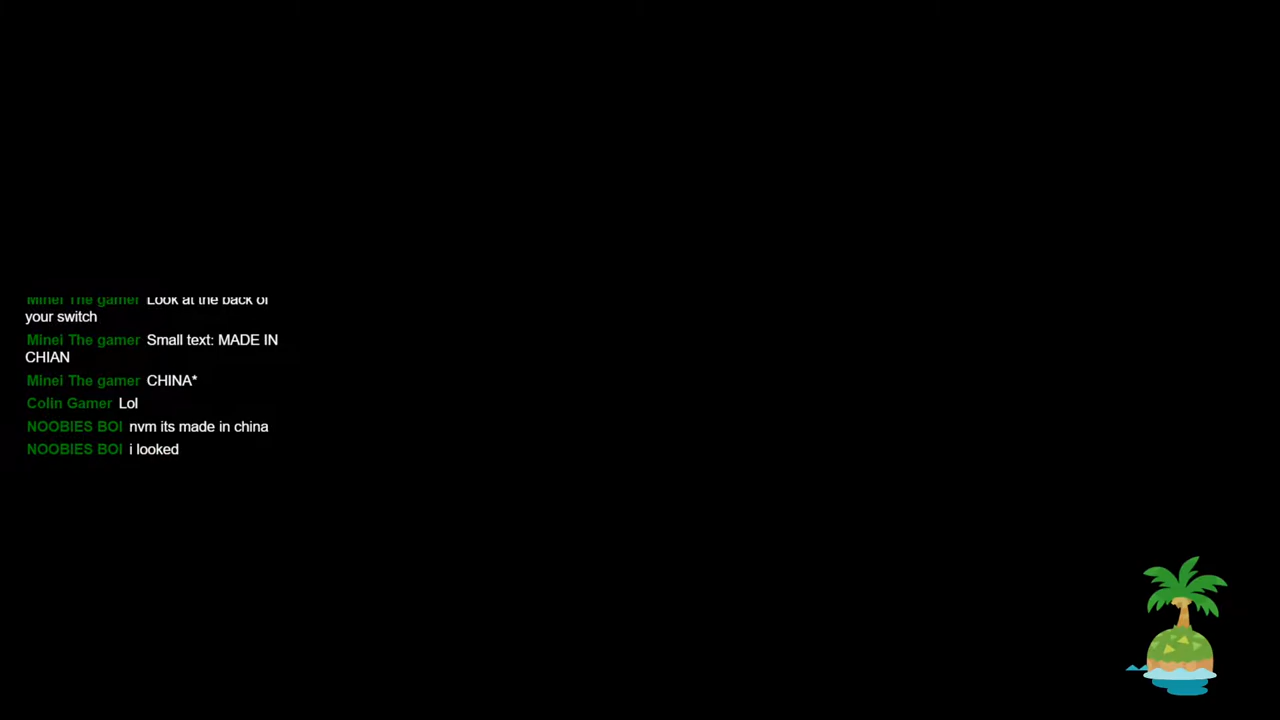 Minei The gamer Look at the back of
your switch
Minei The gamer Small text: MADE IN
CHIAN
Minei The gamer CHINA*
Colin Gamer Lol
NOOBIES BOI nvm its made in china
NOOBIES BOI i looked